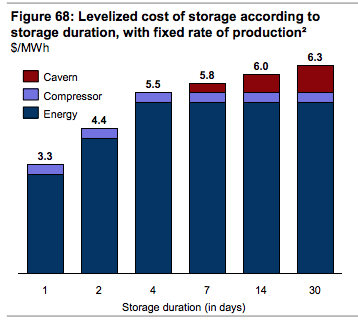 Figure 68: Levelized cost of storage according to
storage duration, with fixed rate of production²
$/MWh
Cavern
Compressor
Energy
3.3
4.4
5.5
5.8
6.0
6.3
1 2 4 7 14 30
Storage duration (in days)